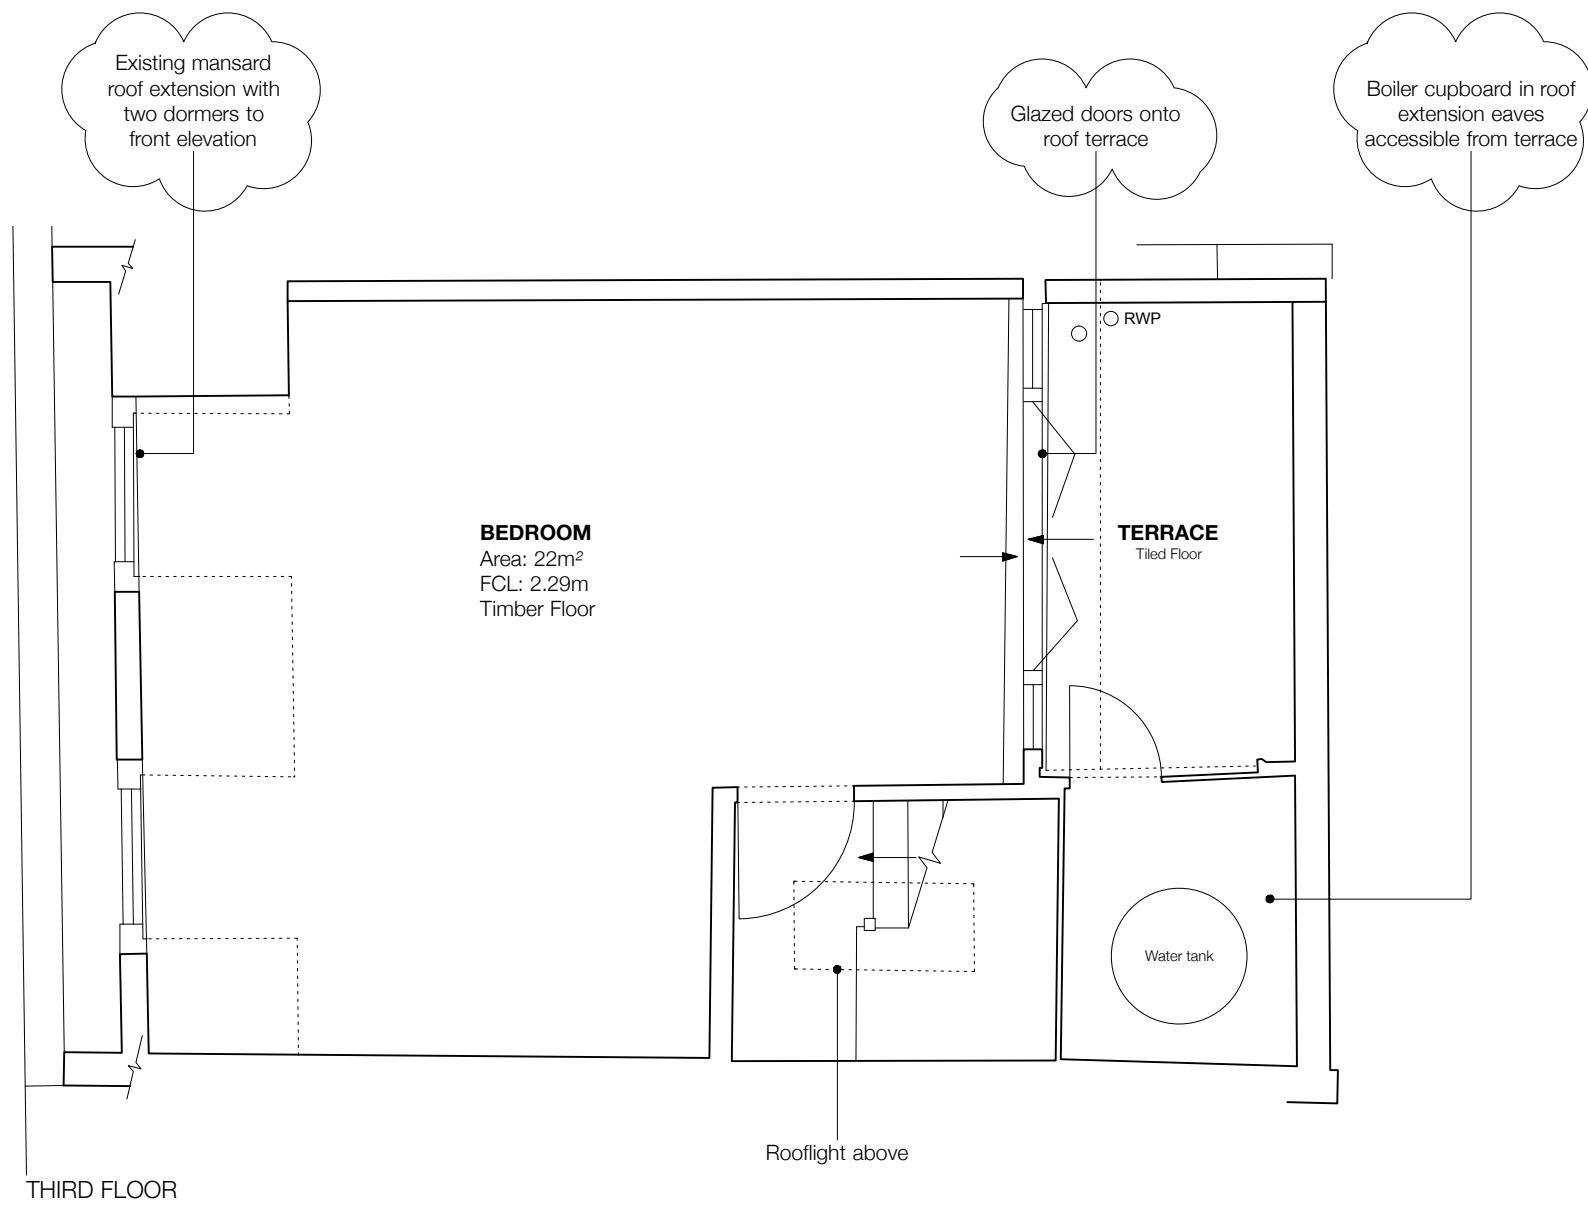 Existing mansard
roof extension with
two dormers to
front elevation
Glazed doors onto
roof terrace
Boiler cupboard in roof
extension eaves
accessible from terrace
RWP
BEDROOM
Area: 22m²
FCL: 2.29m
Timber Floor
TERRACE
Tiled Floor
Water tank
Rooflight above
THIRD FLOOR